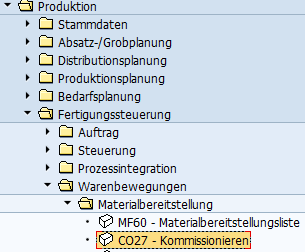 Produktion
Stammdaten
Absatz-/Grobplanung
Distributionsplanung
Produktionsplanung
Bedarfsplanung
Fertigungssteuerung
Auftrag
Steuerung
Prozessintegration
Warenbewegungen
Materialbereitstellung
MF60 - Materialbereitstellungsliste
CO27 - Kommissionieren